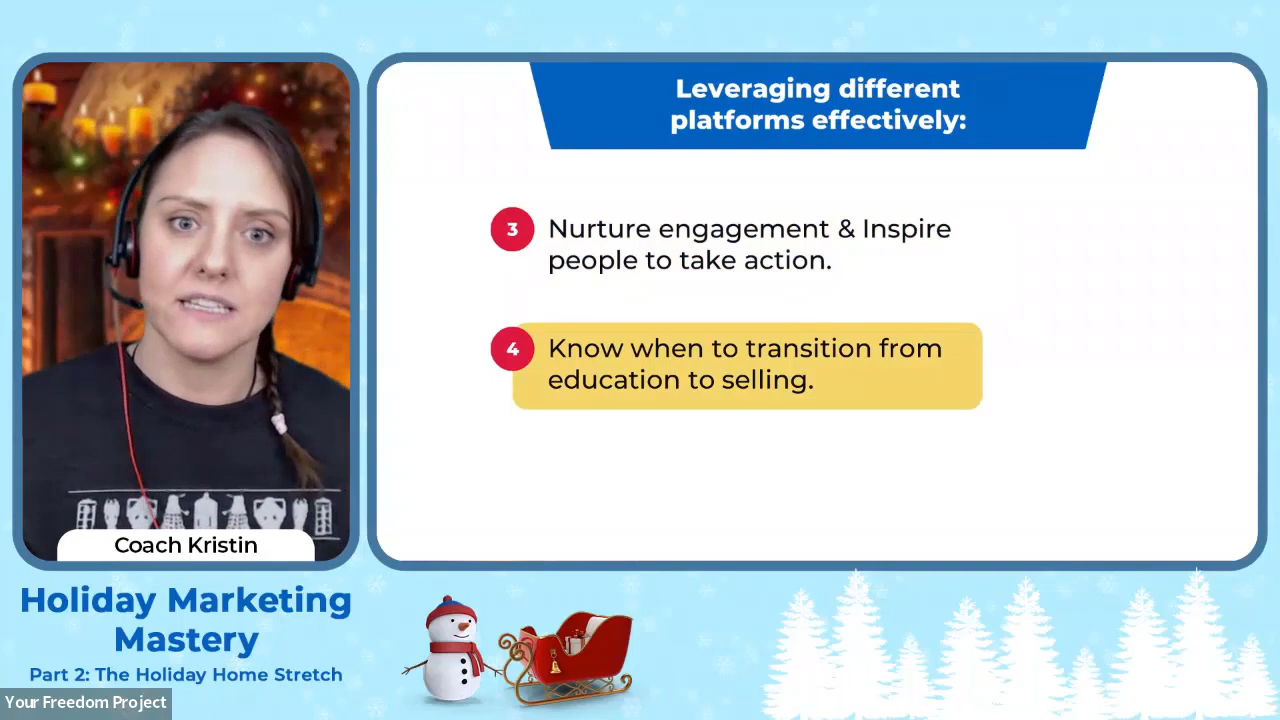 Leveraging different
platforms effectively:
3
Nurture engagement & Inspire
people to take action.
4
Know when to transition from
education to selling.
Coach Kristin
Holiday Marketing
Mastery
Part 2: The Holiday Home Stretch
Your Freedom Project